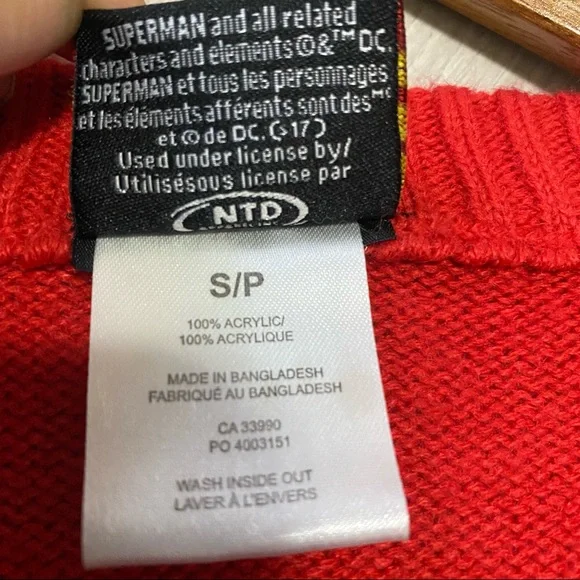 SUPERMAN and all related
characters and elements ©&™ DC.
SUPERMAN et tous les personnages
et les éléments afférents sont des™
et © de DC. (s17)
Used under license by/
Utilisésous license par
NTD
S/P
100% ACRYLIC/
100% ACRYLIQUE
MADE IN BANGLADESH
FABRIQUÉ AU BANGLADESH
CA 33990
PO 4003151
WASH INSIDE OUT
LAVER À L'ENVERS